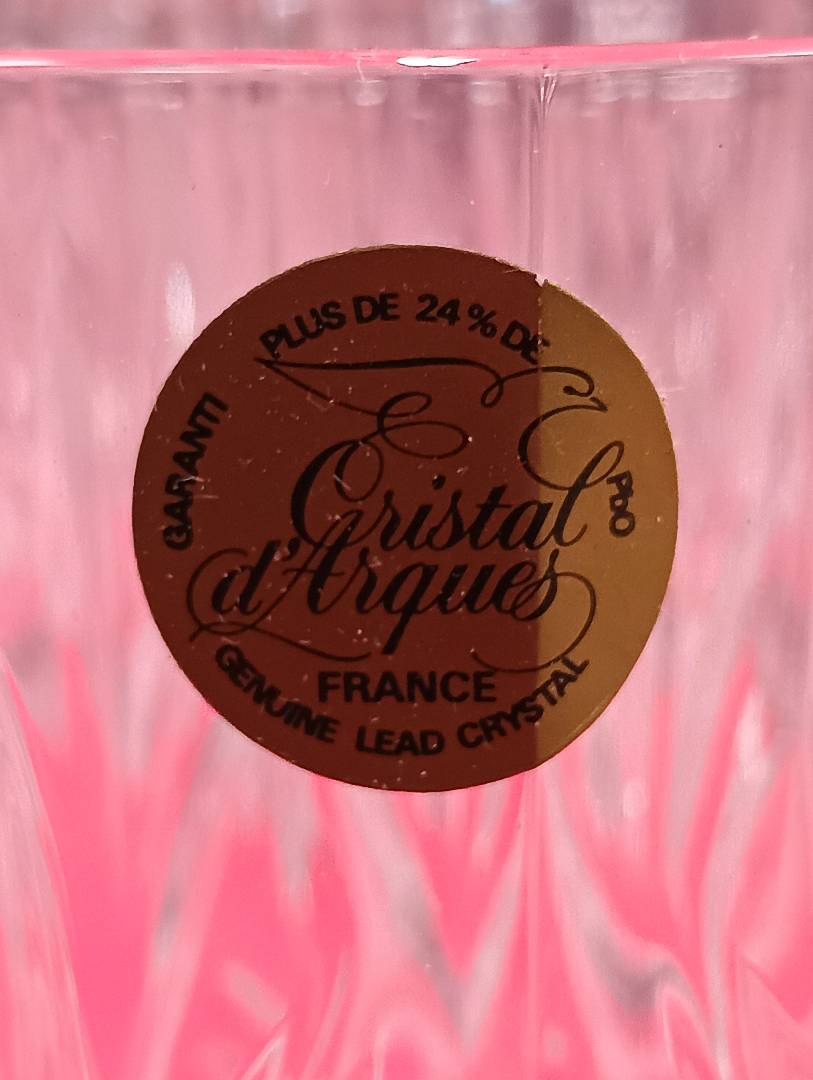 GARANTI PLUS DE 24% DE PbO
Cristal
d'Arques
FRANCE
GENUINE LEAD CRYSTAL